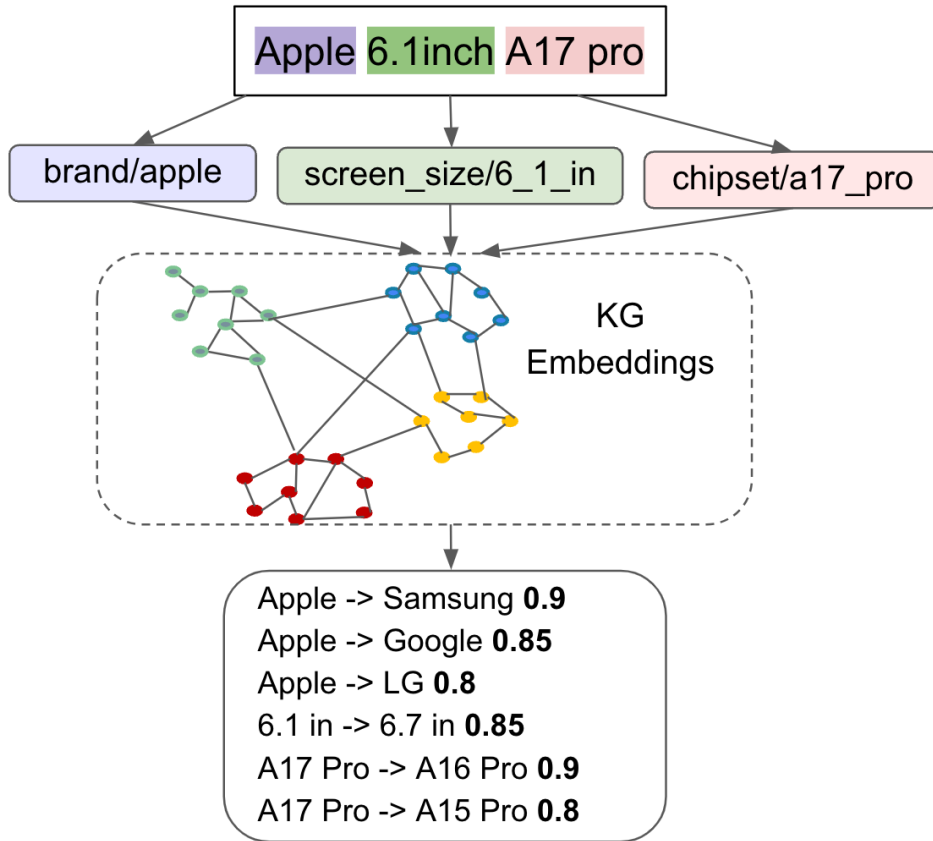 Apple 6.1inch A17 pro
brand/apple
screen_size/6_1_in
chipset/a17_pro
KG
Embeddings
Apple -> Samsung 0.9
Apple -> Google 0.85
Apple -> LG 0.8
6.1 in -> 6.7 in 0.85
A17 Pro -> A16 Pro 0.9
A17 Pro -> A15 Pro 0.8